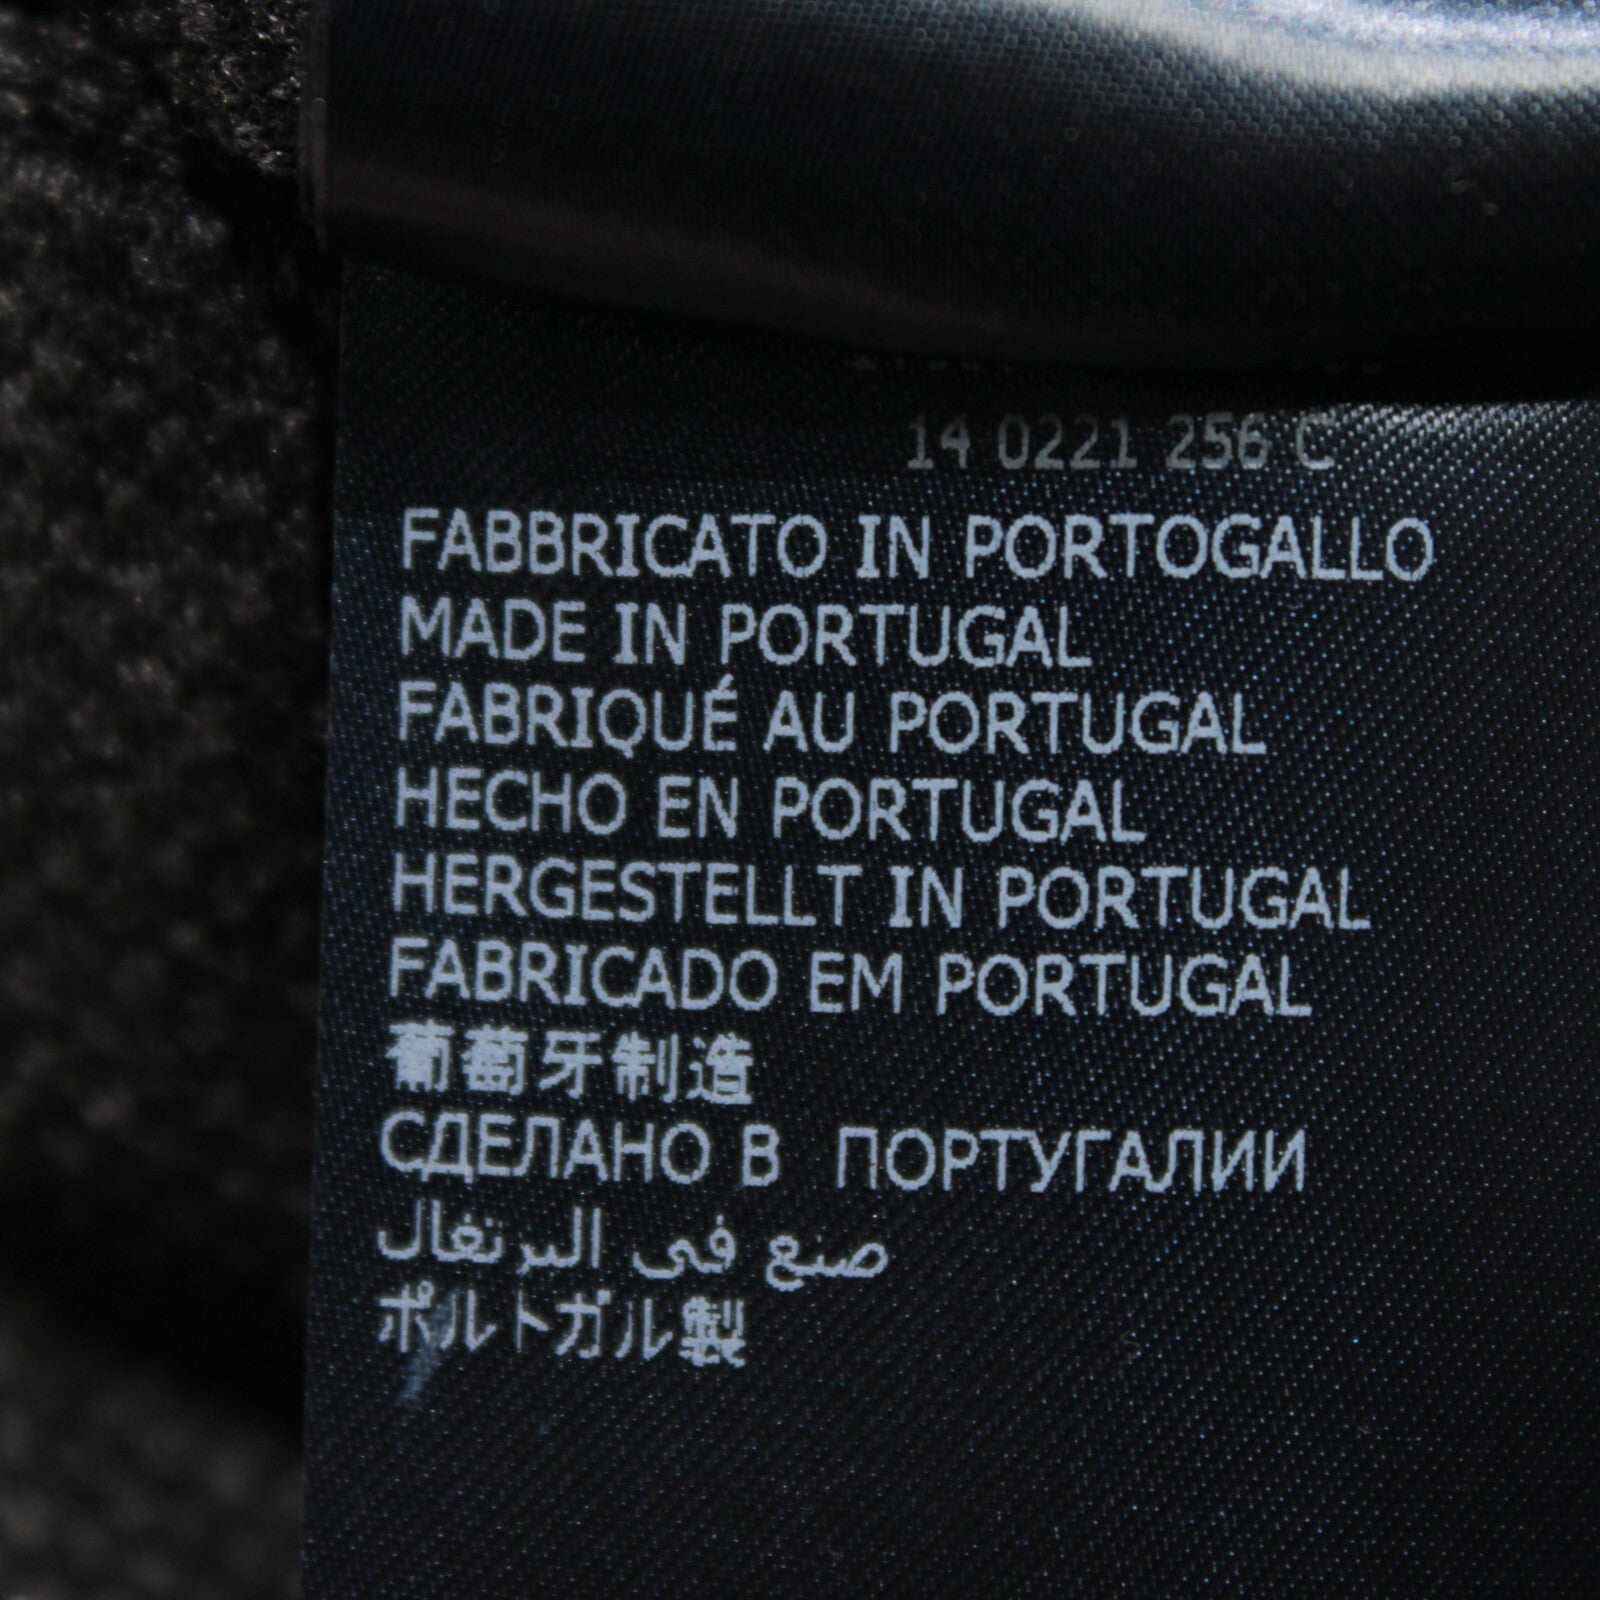 14 0221 256 C
FABBRICATO IN PORTOGALLO
MADE IN PORTUGAL
FABRIQUÉ AU PORTUGAL
HECHO EN PORTUGAL
HERGESTELLT IN PORTUGAL
FABRICADO EM PORTUGAL
葡萄牙制造
СДЕЛАНО В ПОРТУГАЛИИ
صنع في البرتغال
ポルトガル製